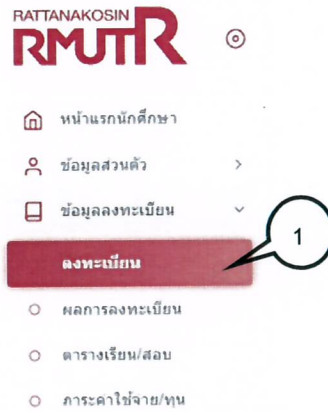 RATTANAKOSIN
RMUTR
หน้าแรกนักศึกษา
ข้อมูลส่วนตัว
ข้อมูลลงทะเบียน
ลงทะเบียน
1
ผลการลงทะเบียน
ตารางเรียน/สอบ
ภาระค่าใช้จ่าย/ทุน